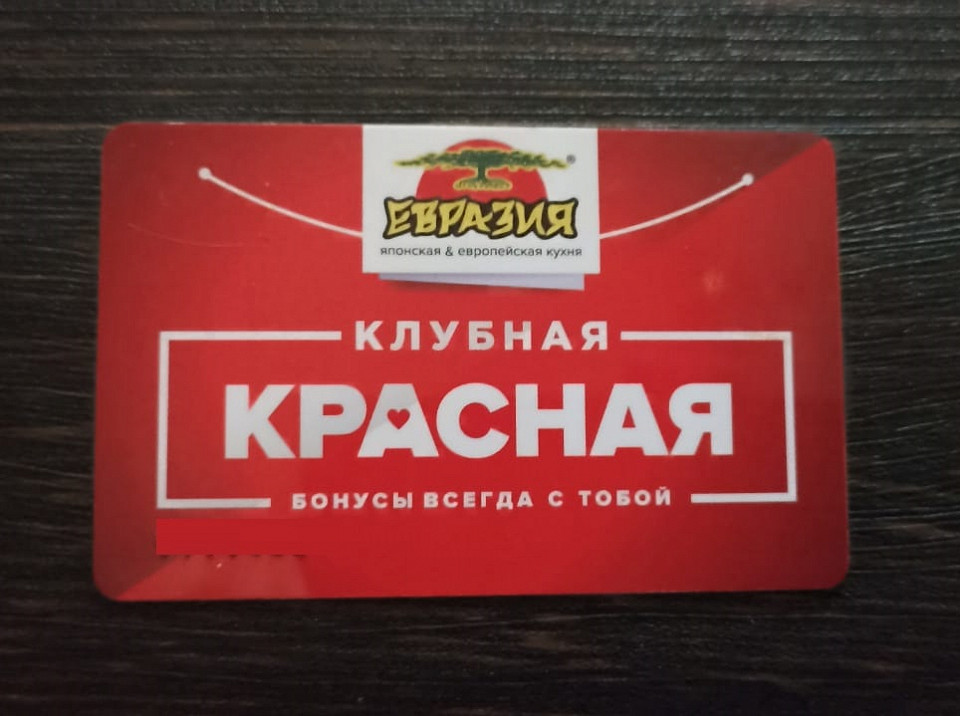 ЕВРАЗИЯ ®
японская & европейская кухня
КЛУБНАЯ
КРАСНАЯ
БОНУСЫ ВСЕГДА С ТОБОЙ